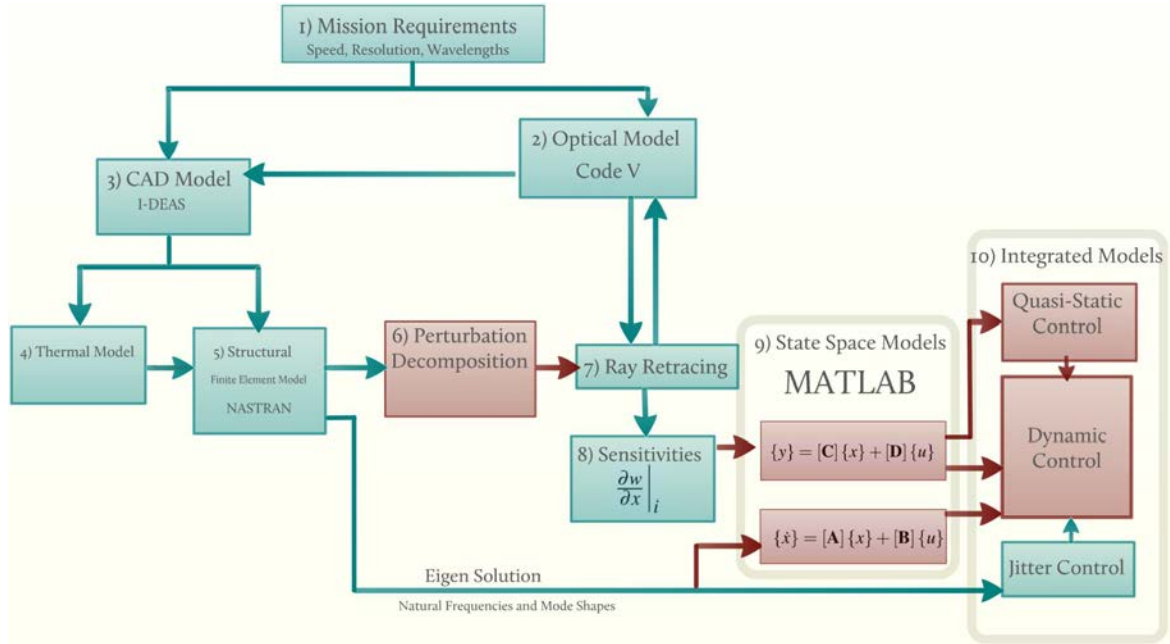 1) Mission Requirements
Speed, Resolution, Wavelengths
2) Optical Model
Code V
3) CAD Model
I-DEAS
4) Thermal Model
5) Structural
Finite Element Model
NASTRAN
6) Perturbation
Decomposition
7) Ray Retracing
8) Sensitivities
∂w/∂x|i
9) State Space Models
MATLAB
{y} = [C]{x} + [D]{u}
{ẋ} = [A]{x} + [B]{u}
10) Integrated Models
Quasi-Static
Control
Dynamic
Control
Jitter Control
Eigen Solution
Natural Frequencies and Mode Shapes